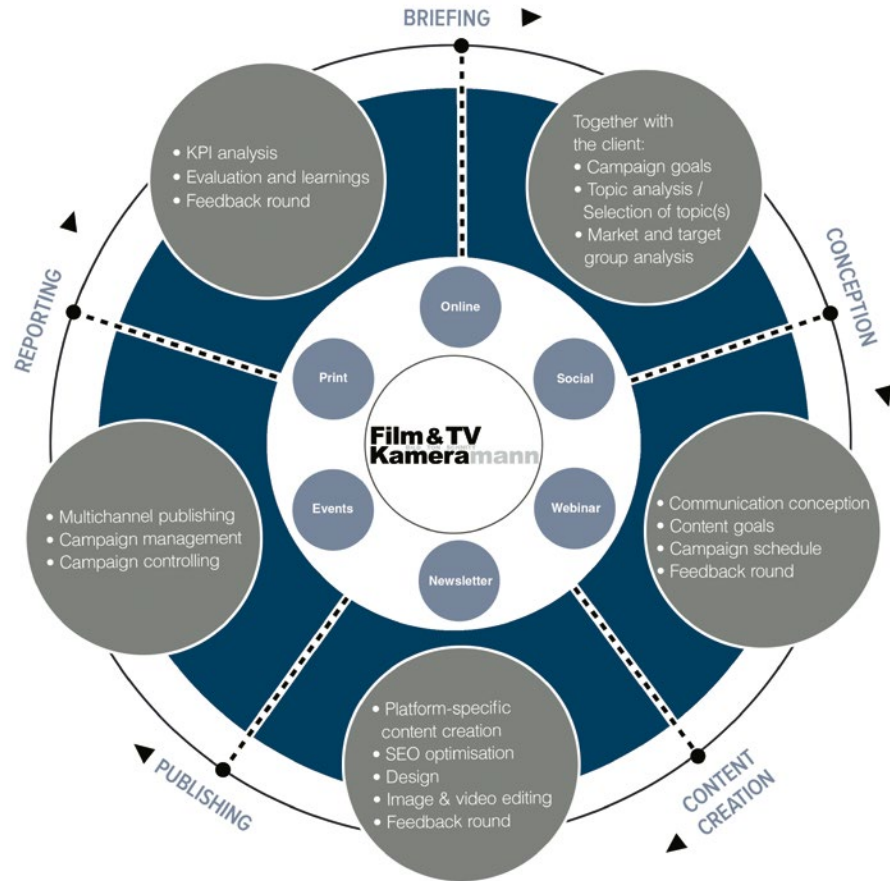 BRIEFING
Together with
the client:
• Campaign goals
• Topic analysis /
Selection of topic(s)
• Market and target
group analysis
CONCEPTION
• Communication conception
• Content goals
• Campaign schedule
• Feedback round
CONTENT
CREATION
• Platform-specific
content creation
• SEO optimisation
• Design
• Image & video editing
• Feedback round
PUBLISHING
• Multichannel publishing
• Campaign management
• Campaign controlling
REPORTING
• KPI analysis
• Evaluation and learnings
• Feedback round
Online
Social
Webinar
Newsletter
Events
Print
Film & TV
Kameramann